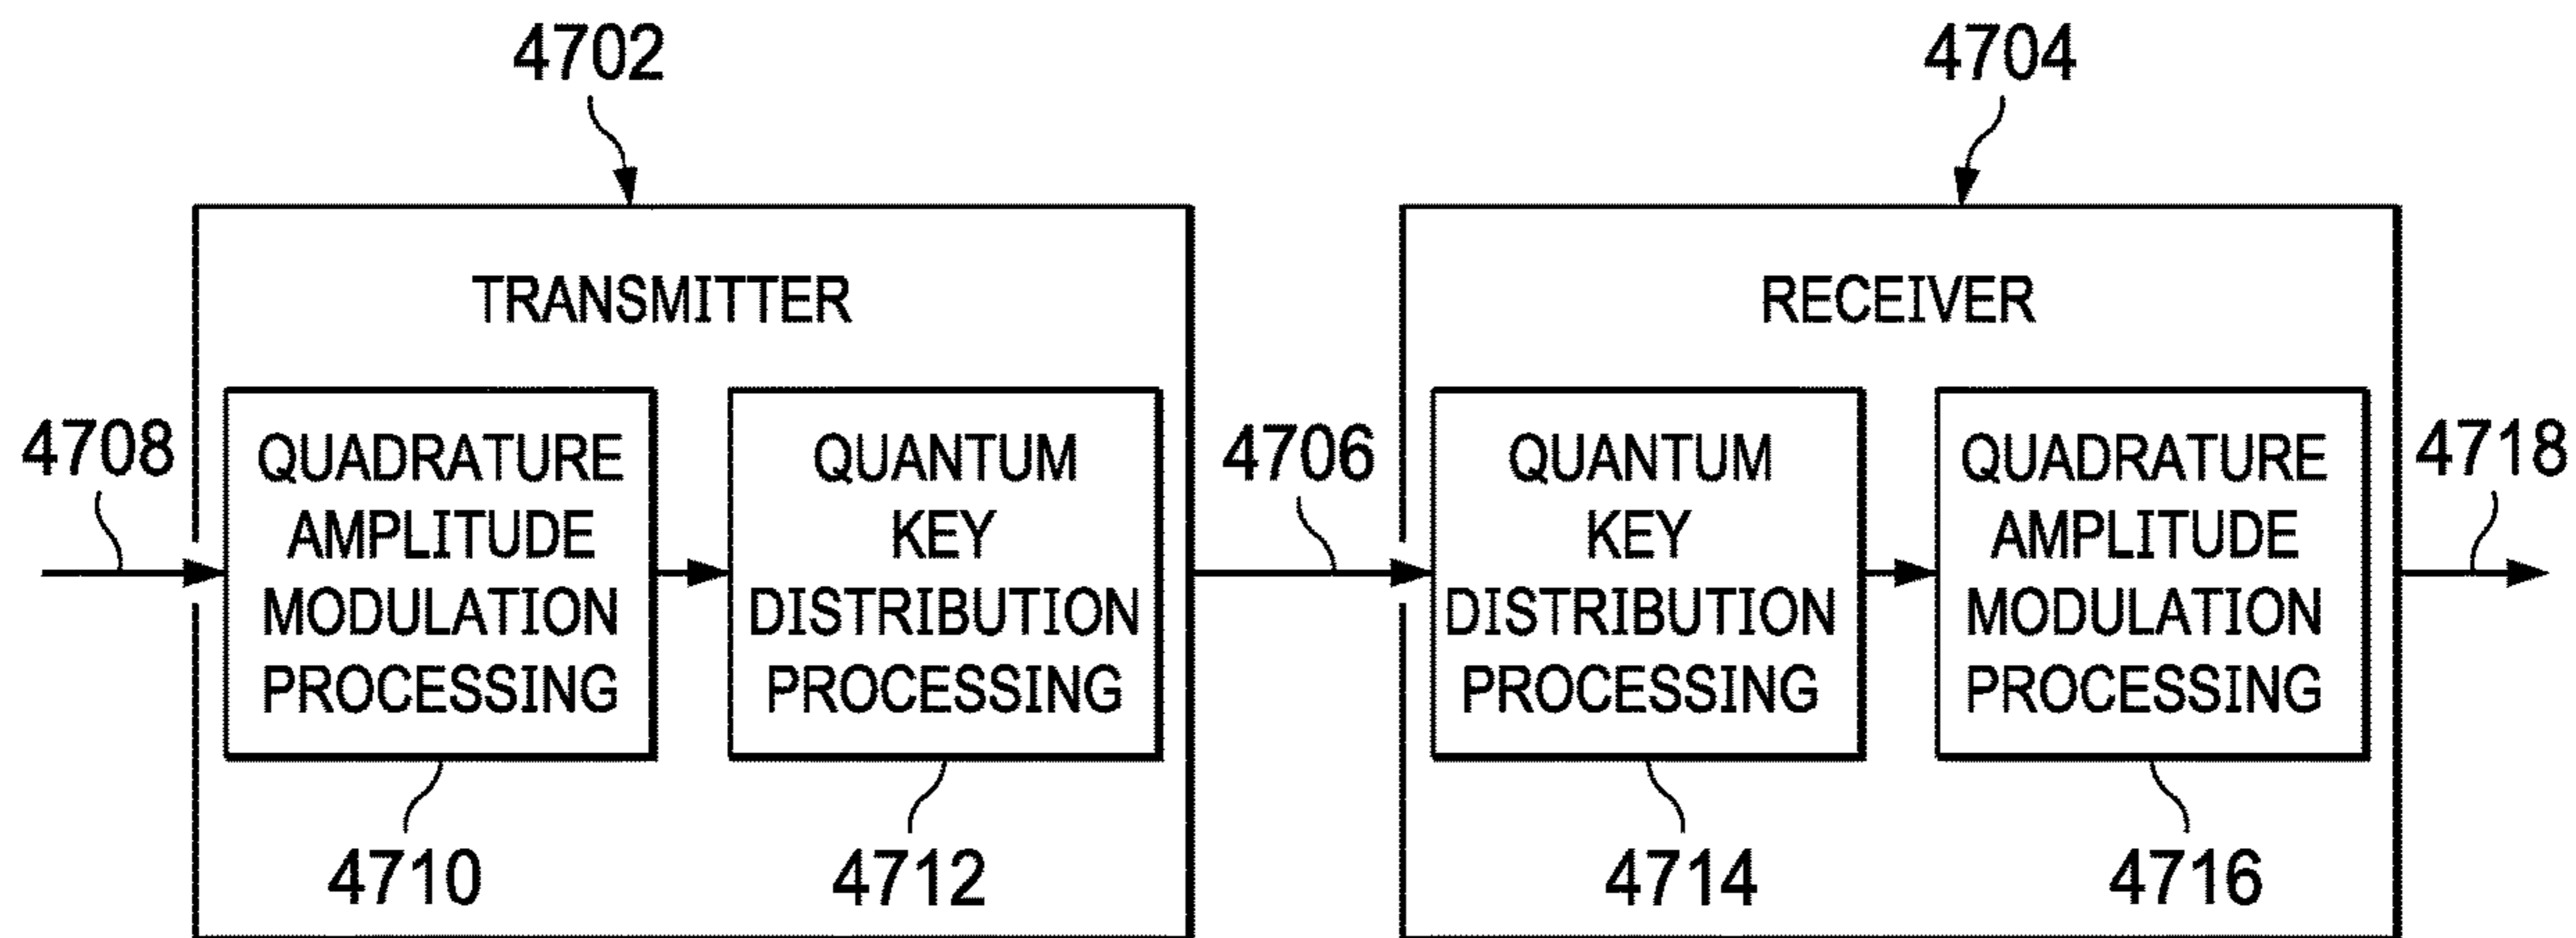 4702
4704
TRANSMITTER
RECEIVER
4708
QUADRATURE
AMPLITUDE
MODULATION
PROCESSING
QUANTUM
KEY
DISTRIBUTION
PROCESSING
4706
QUANTUM
KEY
DISTRIBUTION
PROCESSING
QUADRATURE
AMPLITUDE
MODULATION
PROCESSING
4718
4710
4712
4714
4716